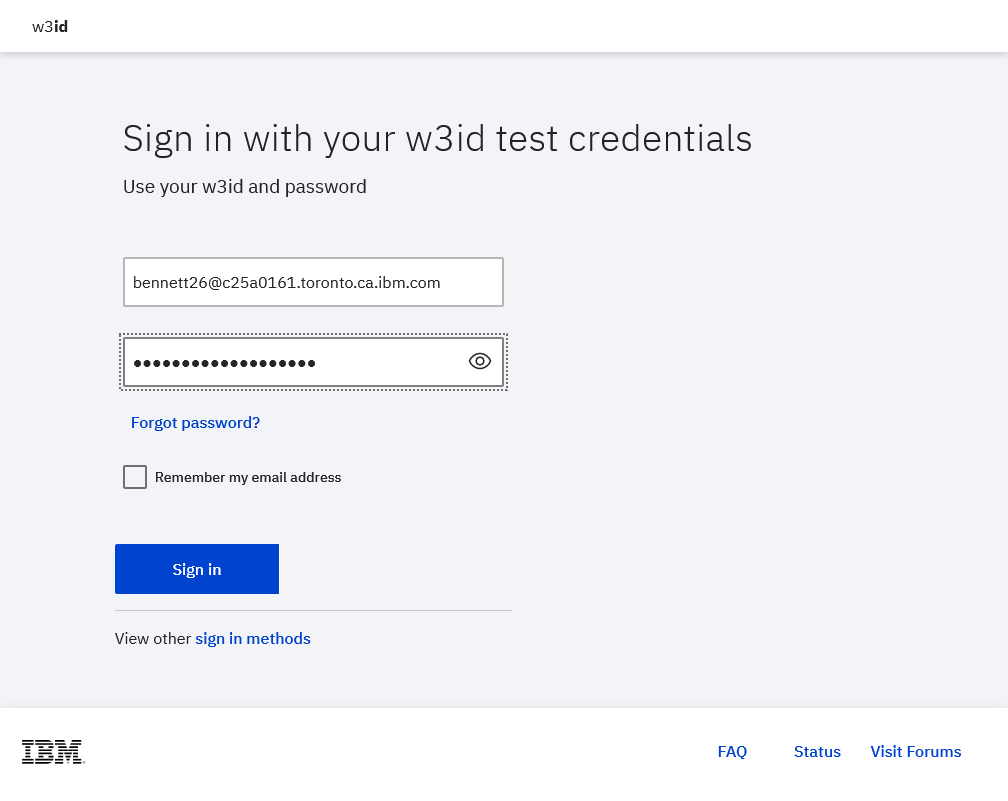 w3id
Sign in with your w3id test credentials
Use your w3id and password
bennett26@c25a0161.toronto.ca.ibm.com
●●●●●●●●●●●●●●●●●●●
Forgot password?
Remember my email address
Sign in
View other sign in methods
IBM®
FAQ Status Visit Forums